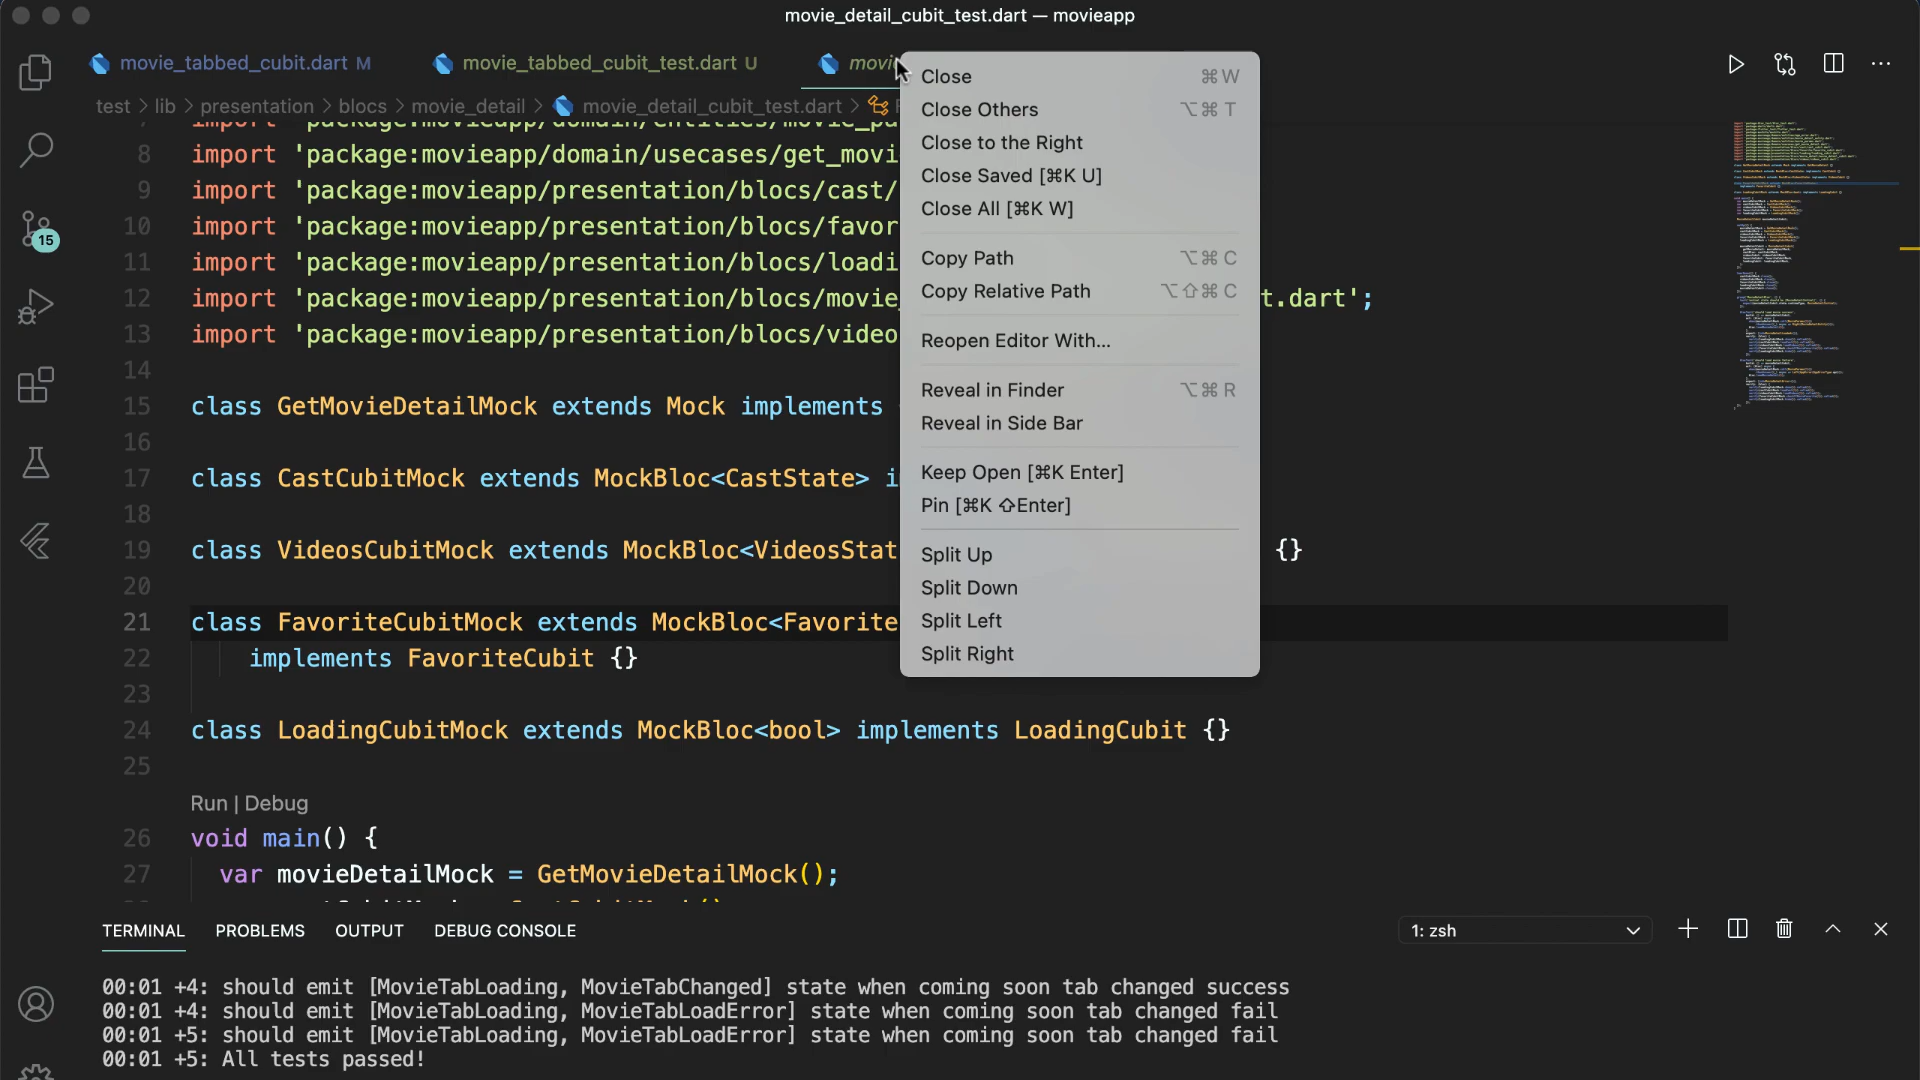 movie_detail_cubit_test.dart — movieapp
movie_tabbed_cubit.dart M
movie_tabbed_cubit_test.dart U
test > lib > presentation > blocs > movie_detail > movie_detail_cubit_test.dart >
Close ⌘W
Close Others ⌥⌘T
Close to the Right
Close Saved [⌘K U]
Close All [⌘K W]
Copy Path ⌥⌘C
Copy Relative Path ⌥⇧⌘C
Reopen Editor With...
Reveal in Finder ⌥⌘R
Reveal in Side Bar
Keep Open [⌘K Enter]
Pin [⌘K ⇧Enter]
Split Up
Split Down
Split Left
Split Right
8 import 'package:movieapp/domain/usecases/get_movi
9 import 'package:movieapp/presentation/blocs/cast/
10 import 'package:movieapp/presentation/blocs/favor
11 import 'package:movieapp/presentation/blocs/loadi
12 import 'package:movieapp/presentation/blocs/movie t.dart';
13 import 'package:movieapp/presentation/blocs/video
14
15 class GetMovieDetailMock extends Mock implements
16
17 class CastCubitMock extends MockBloc<CastState> i
18
19 class VideosCubitMock extends MockBloc<VideosStat {}
20
21 class FavoriteCubitMock extends MockBloc<Favorite
22 implements FavoriteCubit {}
23
24 class LoadingCubitMock extends MockBloc<bool> implements LoadingCubit {}
25
Run | Debug
26 void main() {
27 var movieDetailMock = GetMovieDetailMock();
15
TERMINAL PROBLEMS OUTPUT DEBUG CONSOLE
1: zsh
00:01 +4: should emit [MovieTabLoading, MovieTabChanged] state when coming soon tab changed success
00:01 +4: should emit [MovieTabLoading, MovieTabLoadError] state when coming soon tab changed fail
00:01 +5: should emit [MovieTabLoading, MovieTabLoadError] state when coming soon tab changed fail
00:01 +5: All tests passed!